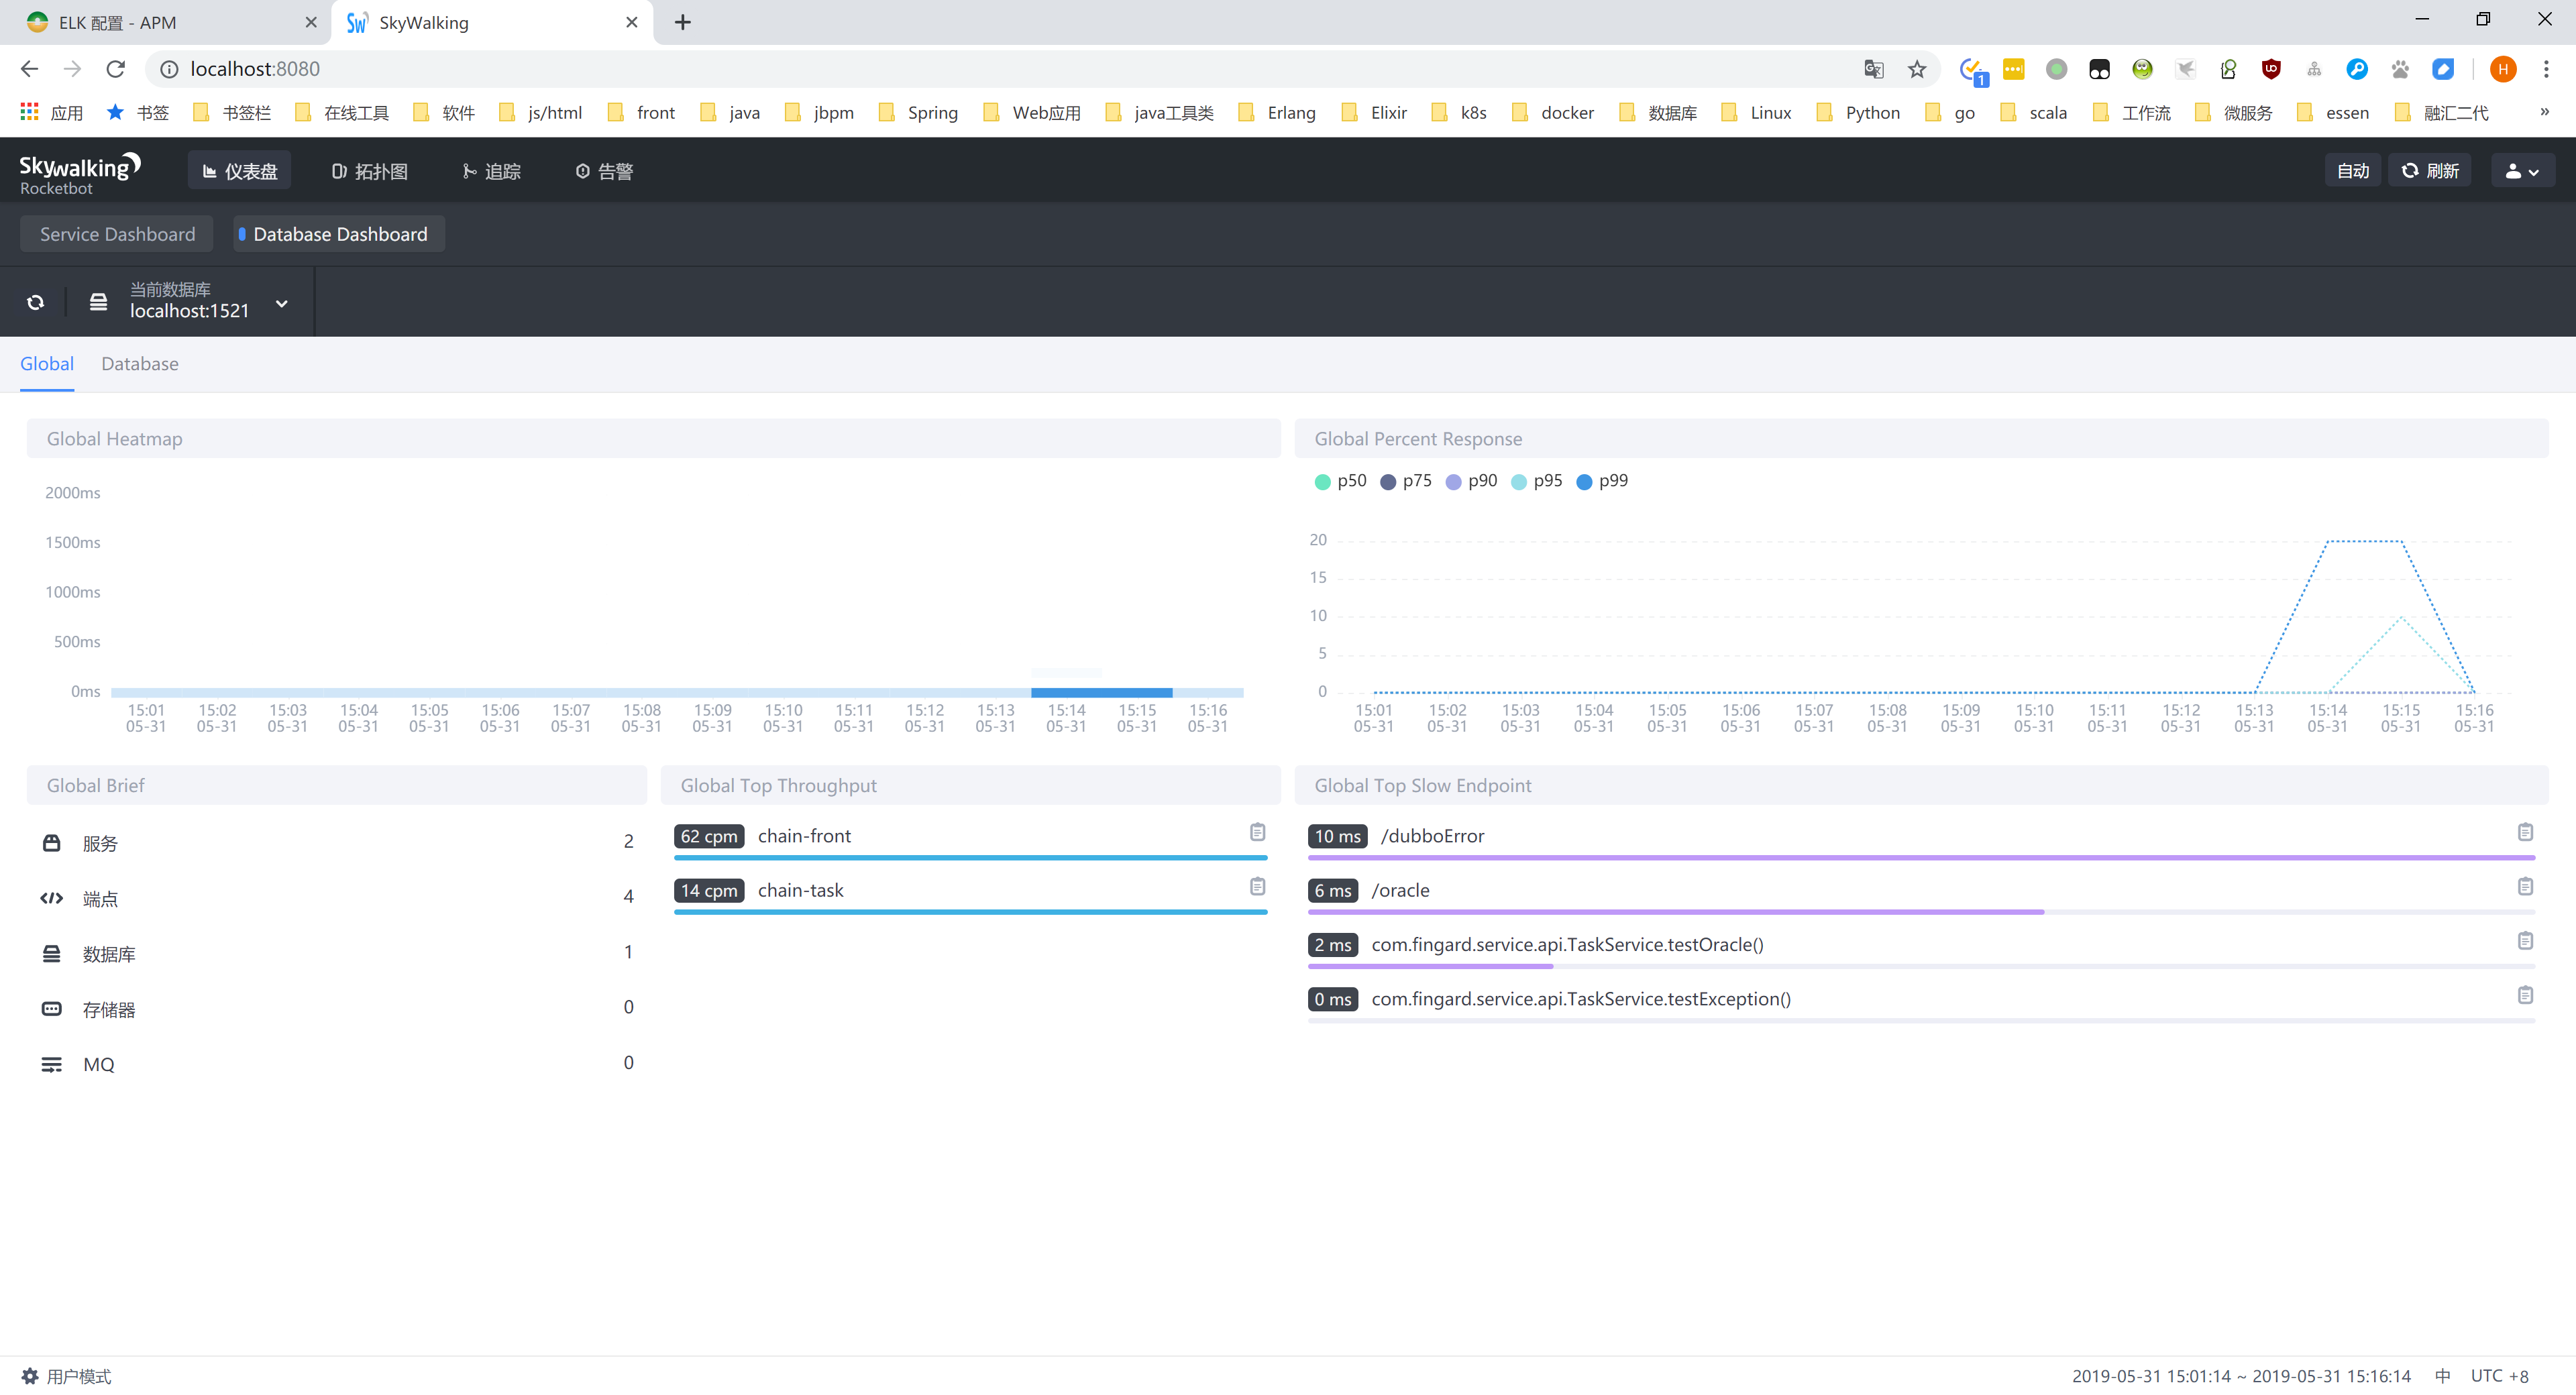 ELK 配置 - APM
SkyWalking
localhost:8080
1
H
应用 书签 书签栏 在线工具 软件 js/html front java jbpm Spring Web应用 java工具类 Erlang Elixir k8s docker 数据库 Linux Python go scala 工作流 微服务 essen 融汇二代 »
Skywalking
Rocketbot
仪表盘 拓扑图 追踪 告警 自动 刷新
Service Dashboard Database Dashboard
当前数据库
localhost:1521
Global Database
Global Heatmap
2000ms
1500ms
1000ms
500ms
0ms
15:01 15:02 15:03 15:04 15:05 15:06 15:07 15:08 15:09 15:10 15:11 15:12 15:13 15:14 15:15 15:16
05-31 05-31 05-31 05-31 05-31 05-31 05-31 05-31 05-31 05-31 05-31 05-31 05-31 05-31 05-31 05-31
Global Percent Response
p50 p75 p90 p95 p99
20
15
10
5
0
15:01 15:02 15:03 15:04 15:05 15:06 15:07 15:08 15:09 15:10 15:11 15:12 15:13 15:14 15:15 15:16
05-31 05-31 05-31 05-31 05-31 05-31 05-31 05-31 05-31 05-31 05-31 05-31 05-31 05-31 05-31 05-31
Global Brief
服务 2
端点 4
数据库 1
存储器 0
MQ 0
Global Top Throughput
62 cpm chain-front
14 cpm chain-task
Global Top Slow Endpoint
10 ms /dubboError
6 ms /oracle
2 ms com.fingard.service.api.TaskService.testOracle()
0 ms com.fingard.service.api.TaskService.testException()
用户模式
2019-05-31 15:01:14 ~ 2019-05-31 15:16:14 中 UTC +8